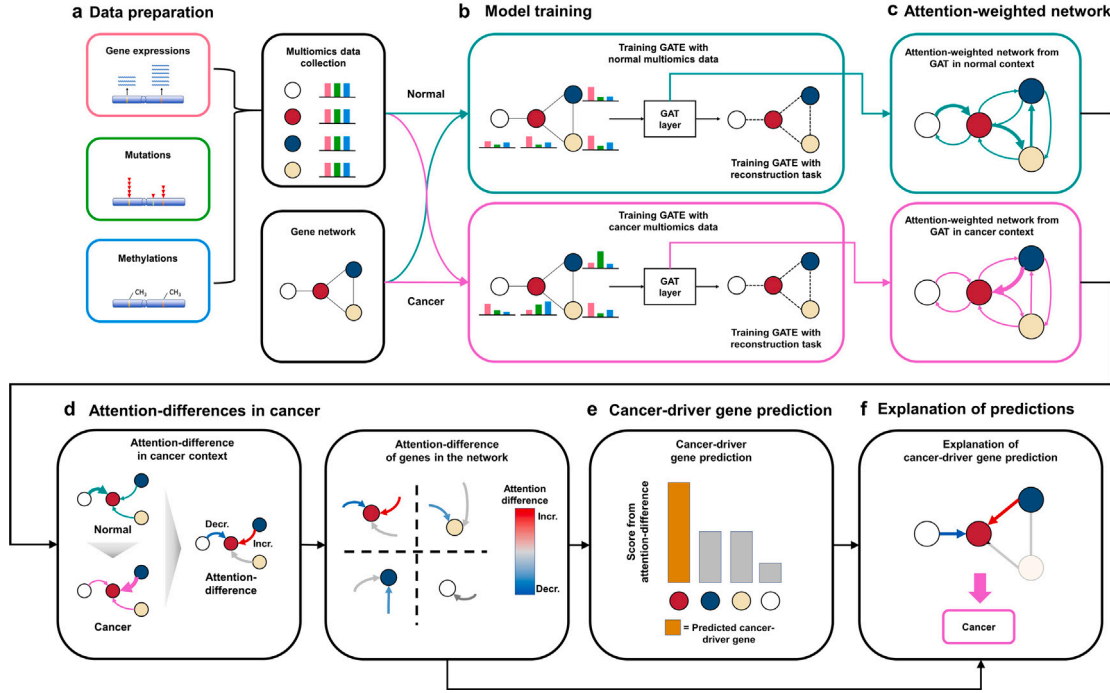 a Data preparation
Gene expressions
Mutations
Methylations
CH3
CH3
Multiomics data
collection
Gene network
Normal
Cancer
b Model training
Training GATE with
normal multiomics data
GAT
layer
Training GATE with
reconstruction task
Training GATE with
cancer multiomics data
GAT
layer
Training GATE with
reconstruction task
c Attention-weighted network
Attention-weighted network from
GAT in normal context
Attention-weighted network from
GAT in cancer context
d Attention-differences in cancer
Attention-difference
in cancer context
Normal
Cancer
Decr.
Incr.
Attention-
difference
Attention-difference
of genes in the network
Attention
difference
Incr.
Decr.
e Cancer-driver gene prediction
Cancer-driver
gene prediction
Score from
attention-difference
= Predicted cancer-
driver gene
f Explanation of predictions
Explanation of
cancer-driver gene prediction
Cancer